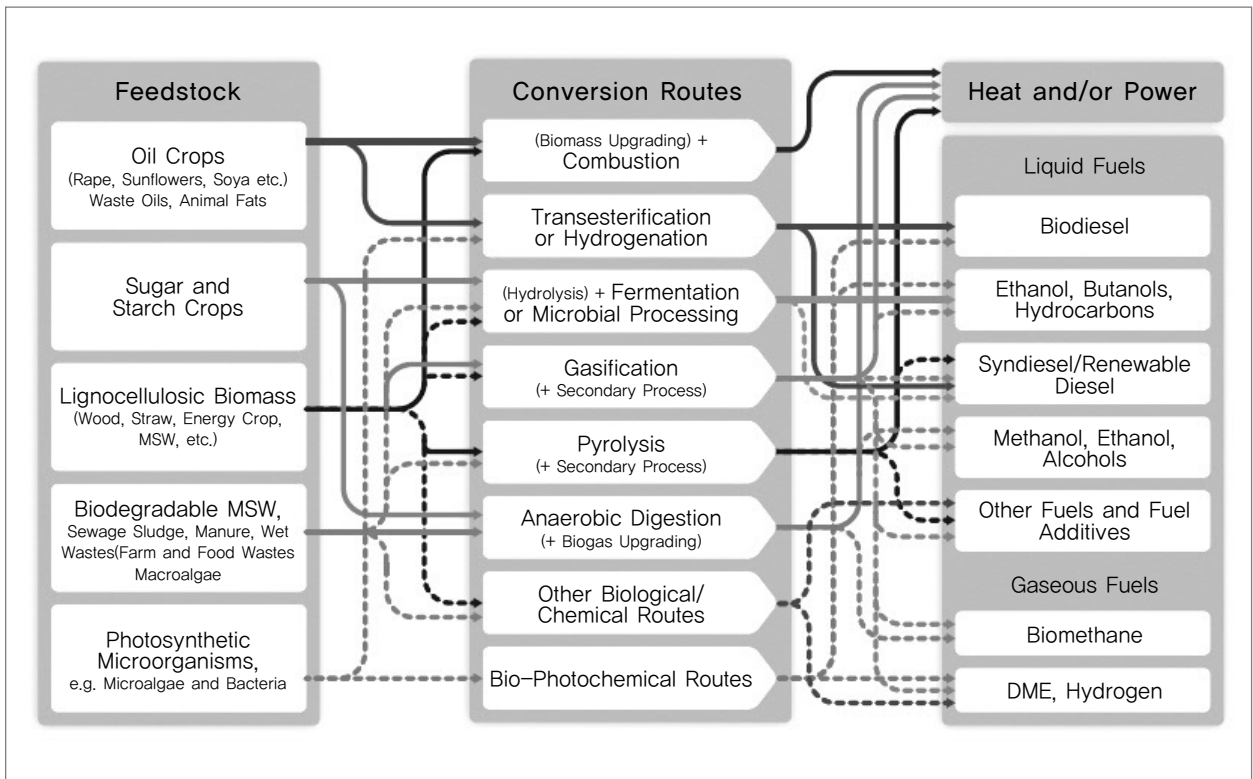 Feedstock
Oil Crops
(Rape, Sunflowers, Soya etc.)
Waste Oils, Animal Fats
Sugar and
Starch Crops
Lignocellulosic Biomass
(Wood, Straw, Energy Crop,
MSW, etc.)
Biodegradable MSW,
Sewage Sludge, Manure, Wet
Wastes(Farm and Food Wastes
Macroalgae
Photosynthetic
Microorganisms,
e.g. Microalgae and Bacteria
Conversion Routes
(Biomass Upgrading) +
Combustion
Transesterification
or Hydrogenation
(Hydrolysis) + Fermentation
or Microbial Processing
Gasification
(+ Secondary Process)
Pyrolysis
(+ Secondary Process)
Anaerobic Digestion
(+ Biogas Upgrading)
Other Biological/
Chemical Routes
Bio-Photochemical Routes
Heat and/or Power
Liquid Fuels
Biodiesel
Ethanol, Butanols,
Hydrocarbons
Syndiesel/Renewable
Diesel
Methanol, Ethanol,
Alcohols
Other Fuels and Fuel
Additives
Gaseous Fuels
Biomethane
DME, Hydrogen